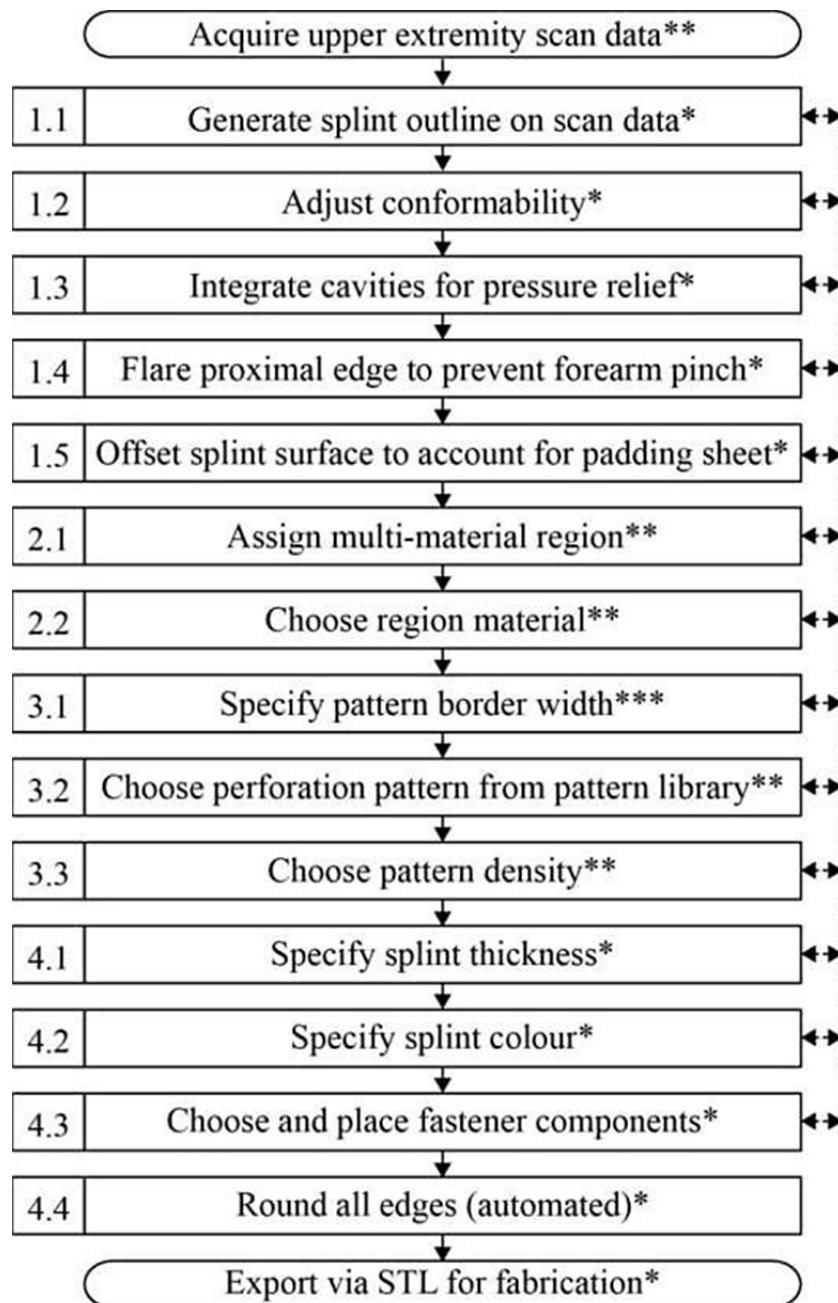 Acquire upper extremity scan data**
1.1 Generate splint outline on scan data*
1.2 Adjust conformability*
1.3 Integrate cavities for pressure relief*
1.4 Flare proximal edge to prevent forearm pinch*
1.5 Offset splint surface to account for padding sheet*
2.1 Assign multi-material region**
2.2 Choose region material**
3.1 Specify pattern border width***
3.2 Choose perforation pattern from pattern library**
3.3 Choose pattern density**
4.1 Specify splint thickness*
4.2 Specify splint colour*
4.3 Choose and place fastener components*
4.4 Round all edges (automated)*
Export via STL for fabrication*